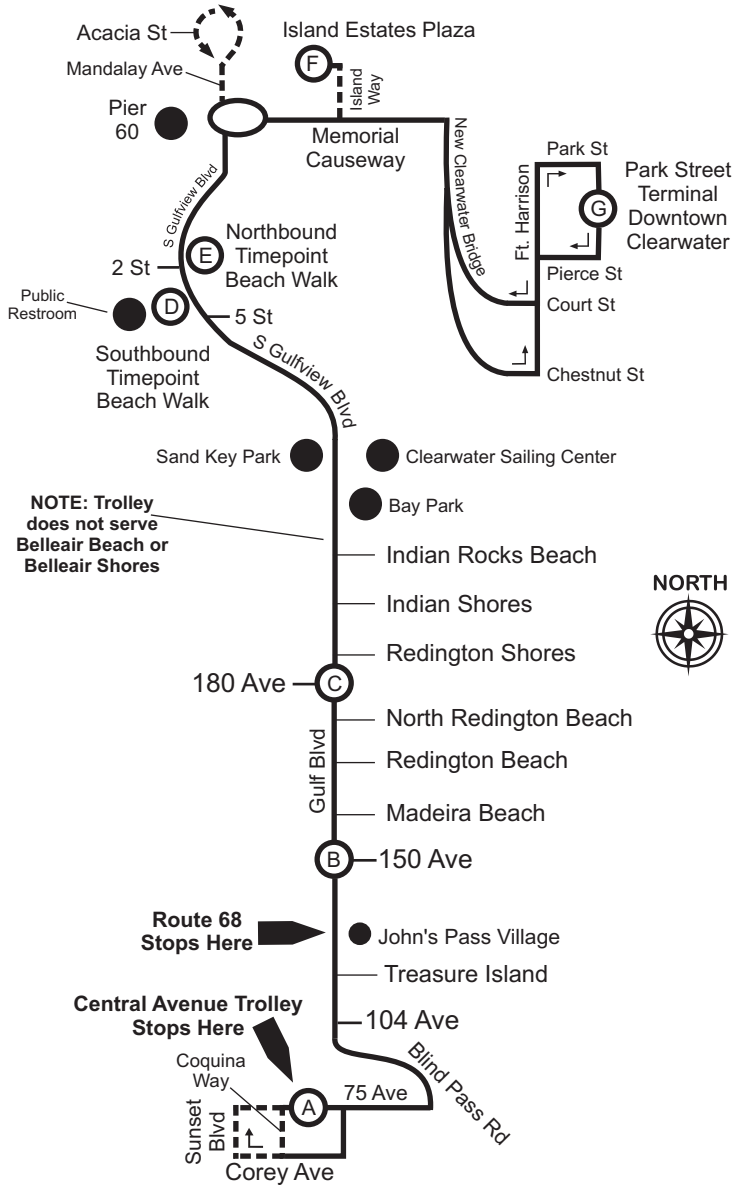 Acacia St
Mandalay Ave
Island Estates Plaza
F
Island
Way
Pier
60
Memorial
Causeway
New Clearwater Bridge
Ft. Harrison
Park St
G
Park Street
Terminal
Downtown
Clearwater
Pierce St
Court St
Chestnut St
S Gulfview Blvd
E
Northbound
Timepoint
Beach Walk
2 St
Public
Restroom
D
5 St
Southbound
Timepoint
Beach Walk
S Gulfview Blvd
Sand Key Park
Clearwater Sailing Center
Bay Park
NOTE: Trolley
does not serve
Belleair Beach or
Belleair Shores
Indian Rocks Beach
Indian Shores
Redington Shores
NORTH
180 Ave
C
North Redington Beach
Gulf Blvd
Redington Beach
Madeira Beach
B
150 Ave
Route 68
Stops Here
John's Pass Village
Treasure Island
Central Avenue Trolley
Stops Here
104 Ave
Blind Pass Rd
Coquina
Way
A
75 Ave
Sunset
Blvd
Corey Ave